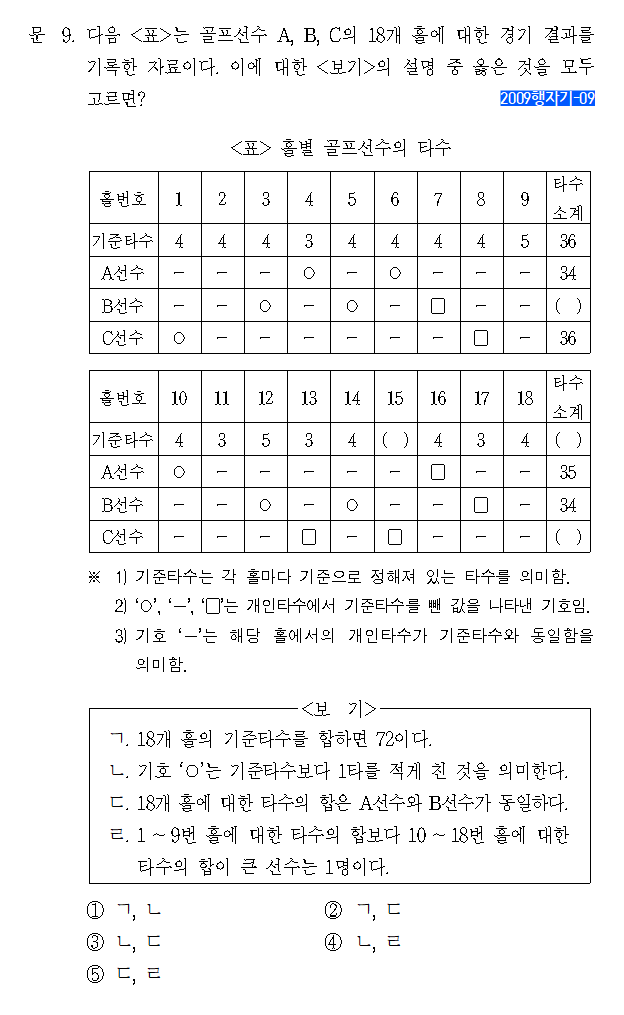 문 9. 다음 <표>는 골프선수 A, B, C의 18개 홀에 대한 경기 결과를
기록한 자료이다. 이에 대한 <보기>의 설명 중 옳은 것을 모두
고르면? 2009행자기-09
<표> 홀별 골프선수의 타수
홀번호 1 2 3 4 5 6 7 8 9 타수 소계
기준타수 4 4 4 3 4 4 4 4 5 36
A선수 － － － ○ － ○ － － － 34
B선수 － － ○ － ○ － □ － － ( )
C선수 ○ － － － － － － □ － 36
홀번호 10 11 12 13 14 15 16 17 18 타수 소계
기준타수 4 3 5 3 4 ( ) 4 3 4 ( )
A선수 ○ － － － － － □ － － 35
B선수 － － ○ － ○ － － □ － 34
C선수 － － － □ － □ － － － ( )
※ 1) 기준타수는 각 홀마다 기준으로 정해져 있는 타수를 의미함.
2) ‘○’, ‘－’, ‘□’는 개인타수에서 기준타수를 뺀 값을 나타낸 기호임.
3) 기호 ‘－’는 해당 홀에서의 개인타수가 기준타수와 동일함을
의미함.
<보 기>
ㄱ. 18개 홀의 기준타수를 합하면 72이다.
ㄴ. 기호 ‘○’는 기준타수보다 1타를 적게 친 것을 의미한다.
ㄷ. 18개 홀에 대한 타수의 합은 A선수와 B선수가 동일하다.
ㄹ. 1～9번 홀에 대한 타수의 합보다 10～18번 홀에 대한
타수의 합이 큰 선수는 1명이다.
① ㄱ, ㄴ ② ㄱ, ㄷ
③ ㄴ, ㄷ ④ ㄴ, ㄹ
⑤ ㄷ, ㄹ